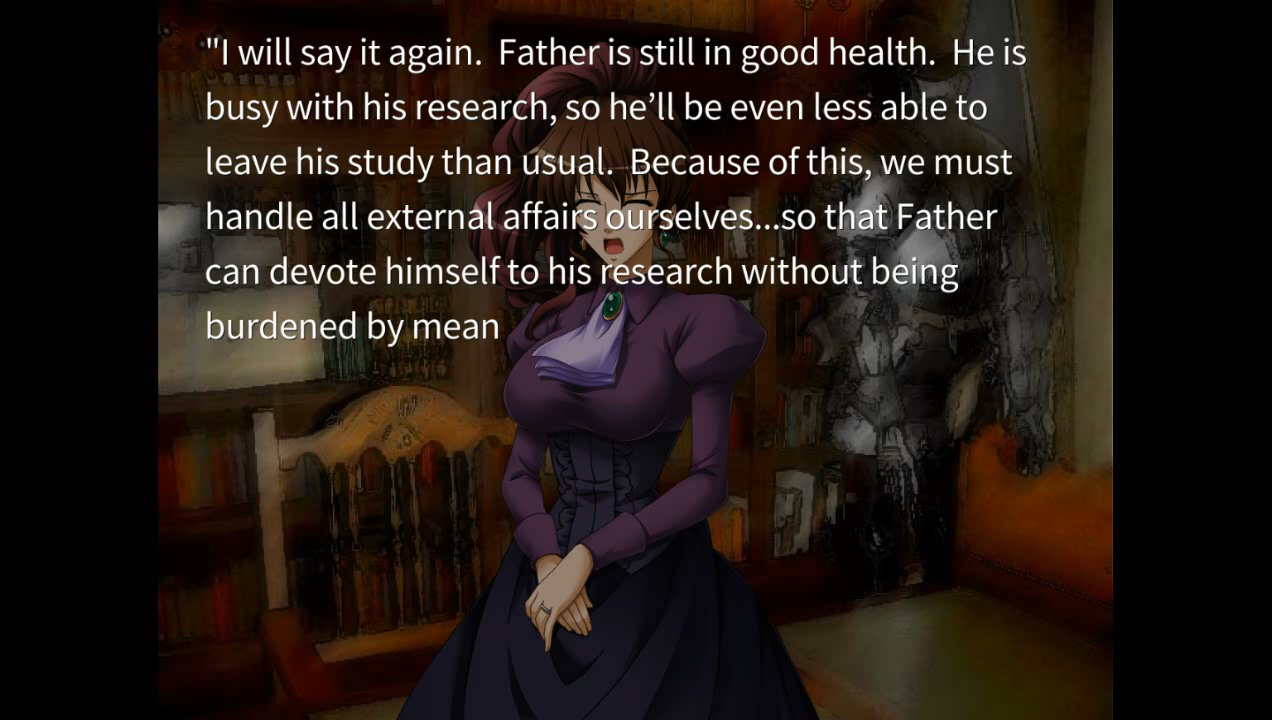 "I will say it again.  Father is still in good health.  He is
busy with his research, so he’ll be even less able to
leave his study than usual.  Because of this, we must
handle all external affairs ourselves...so that Father
can devote himself to his research without being
burdened by mean